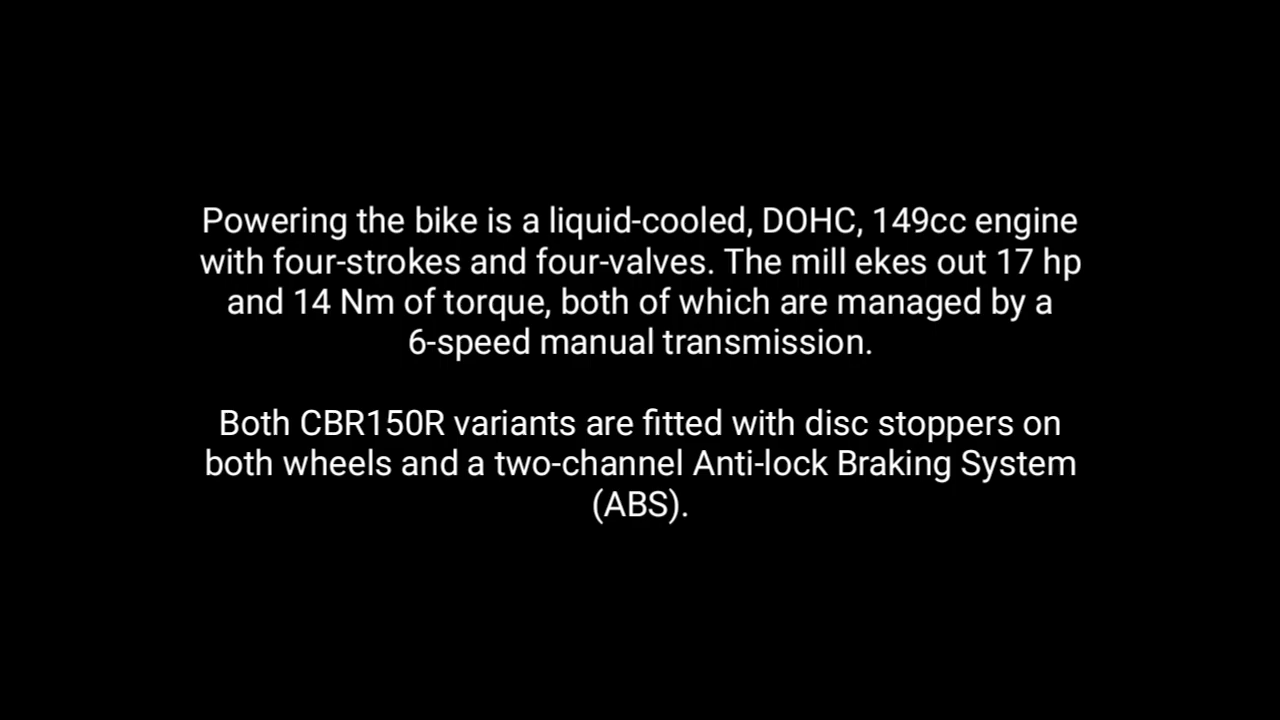 Powering the bike is a liquid-cooled, DOHC, 149cc engine
with four-strokes and four-valves. The mill ekes out 17 hp
and 14 Nm of torque, both of which are managed by a
6-speed manual transmission.
Both CBR150R variants are fitted with disc stoppers on
both wheels and a two-channel Anti-lock Braking System
(ABS).